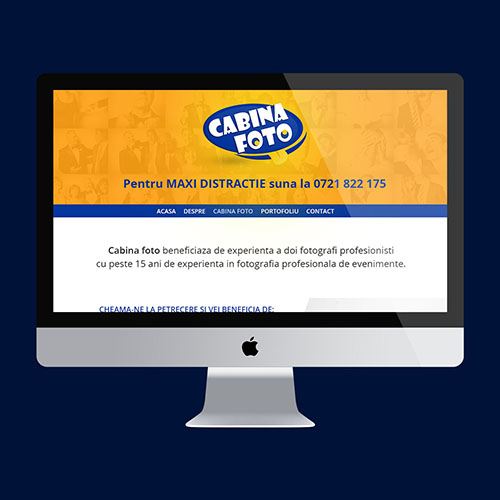 CABINA
FOTO
Pentru MAXI DISTRACTIE suna la 0721 822 175
ACASA DESPRE CABINA FOTO PORTOFOLIU CONTACT
Cabina foto beneficiaza de experienta a doi fotografi profesionisti
cu peste 15 ani de experienta in fotografia profesionala de evenimente.
CHEAMA-NE LA PETRECERE SI VEI BENEFICIA DE: